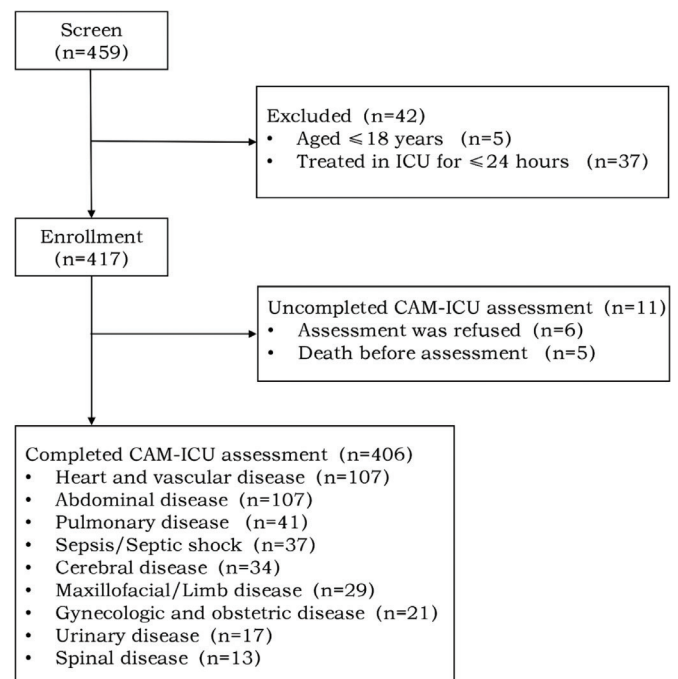 Screen
(n=459)
Excluded (n=42)
• Aged ⩽18 years (n=5)
• Treated in ICU for ⩽24 hours (n=37)
Enrollment
(n=417)
Uncompleted CAM-ICU assessment (n=11)
• Assessment was refused (n=6)
• Death before assessment (n=5)
Completed CAM-ICU assessment (n=406)
• Heart and vascular disease (n=107)
• Abdominal disease (n=107)
• Pulmonary disease (n=41)
• Sepsis/Septic shock (n=37)
• Cerebral disease (n=34)
• Maxillofacial/Limb disease (n=29)
• Gynecologic and obstetric disease (n=21)
• Urinary disease (n=17)
• Spinal disease (n=13)